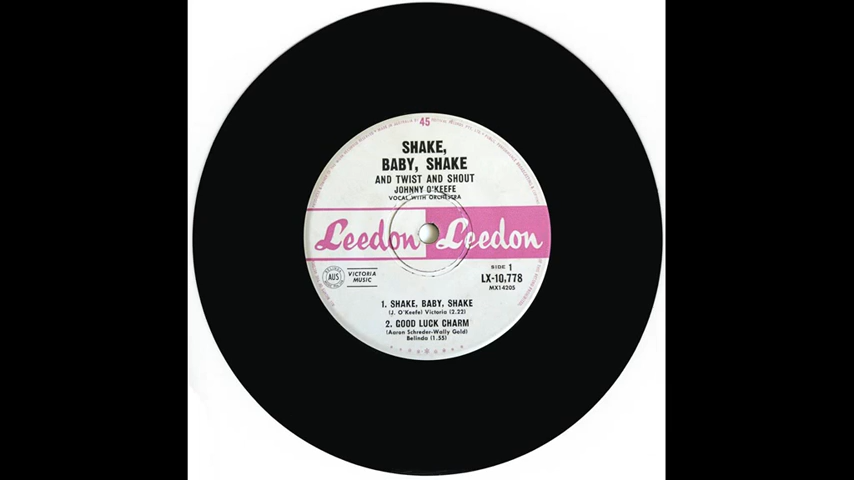 45
SHAKE,
BABY, SHAKE
AND TWIST AND SHOUT
JOHNNY O'KEEFE
VOCAL WITH ORCHESTRA
Leedon Leedon
AUS
VICTORIA
MUSIC
SIDE 1
LX-10,778
MX14205
1. SHAKE, BABY, SHAKE
(J. O'Keefe) Victoria (2.22)
2. GOOD LUCK CHARM
(Aaron Schreder-Wally Gold)
Belinda (1.55)